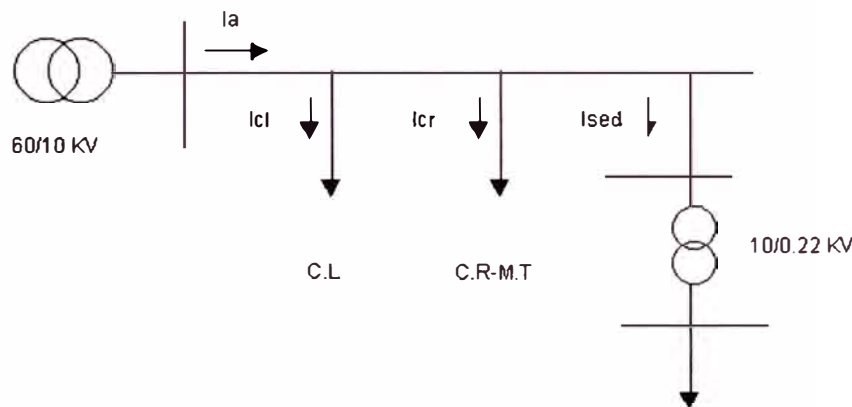 Ia
Icl
Icr
Ised
60/10 KV
10/0.22 KV
C.L
C.R-M.T